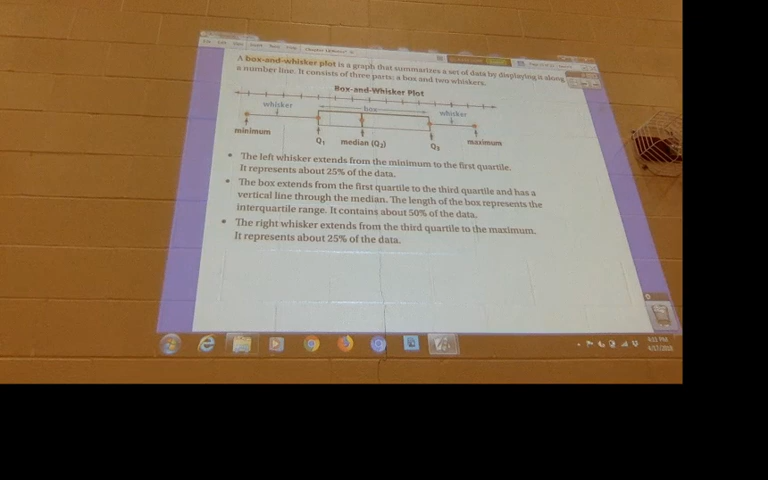 A box-and-whisker plot is a graph that summarizes a set of data by displaying it along
a number line. It consists of three parts: a box and two whiskers.
Box-and-Whisker Plot
whisker
box
whisker
minimum
Q1
median (Q2)
Q3
maximum
• The left whisker extends from the minimum to the first quartile.
It represents about 25% of the data.
• The box extends from the first quartile to the third quartile and has a
vertical line through the median. The length of the box represents the
interquartile range. It contains about 50% of the data.
• The right whisker extends from the third quartile to the maximum.
It represents about 25% of the data.